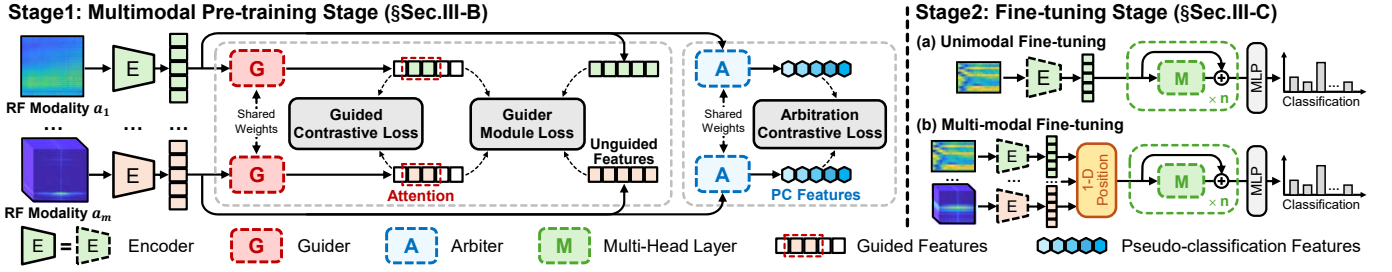 Stage1: Multimodal Pre-training Stage (§Sec.III-B)
E
G
RF Modality a₁
...
...
...
Shared
Weights
Guided
Contrastive Loss
Guider
Module Loss
Unguided
Features
E
G
Attention
RF Modality aₘ
A
Shared
Weights
Arbitration
Contrastive Loss
A
PC Features
Stage2: Fine-tuning Stage (§Sec.III-C)
(a) Unimodal Fine-tuning
E
M
× n
MLP
...
Classification
(b) Multi-modal Fine-tuning
E
...
...
...
E
1-D
Position
M
× n
MLP
...
Classification
E
=
E
Encoder
G
Guider
A
Arbiter
M
Multi-Head Layer
Guided Features
Pseudo-classification Features